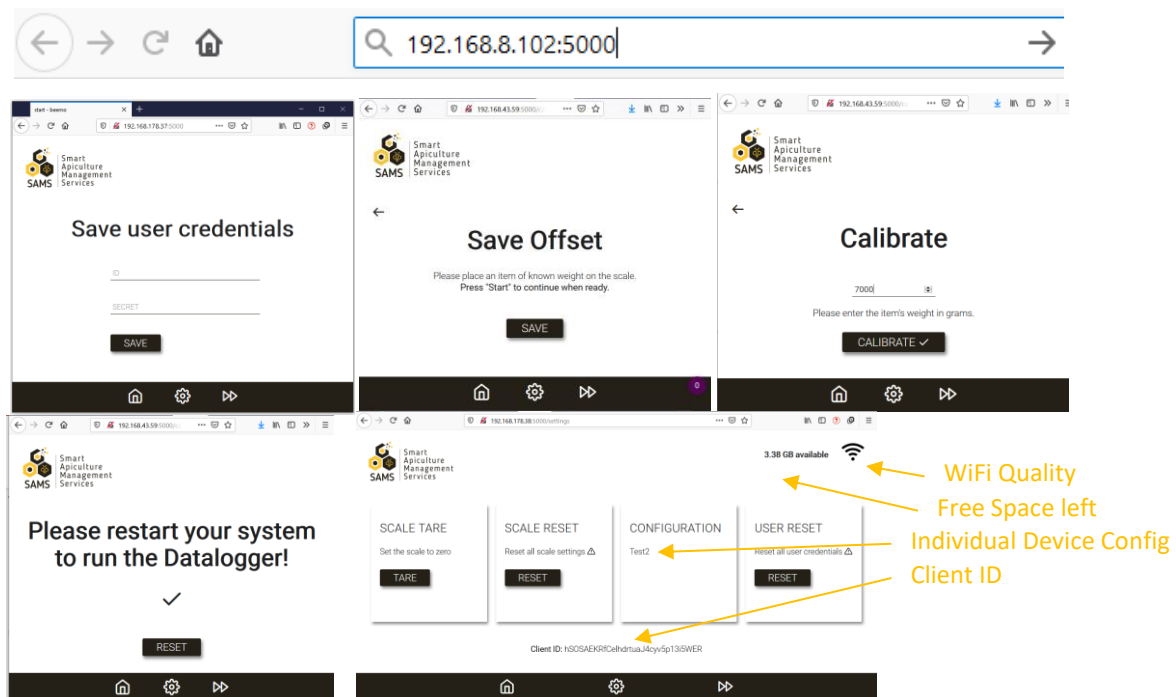 192.168.8.102:5000
start - beemo
192.168.178.37:5000
Smart
Apiculture
Management
Services
SAMS
Save user credentials
ID
SECRET
SAVE
192.168.43.59:5000/
Smart
Apiculture
Management
Services
SAMS
Save Offset
Please place an item of known weight on the scale.
Press "Start" to continue when ready.
SAVE
0
192.168.43.59:5000/
Smart
Apiculture
Management
Services
SAMS
Calibrate
7000
Please enter the item's weight in grams.
CALIBRATE
192.168.43.59:5000/
Smart
Apiculture
Management
Services
SAMS
Please restart your system
to run the Datalogger!
RESET
192.168.178.38:5000/settings
Smart
Apiculture
Management
Services
SAMS
3.38 GB available
SCALE TARE
Set the scale to zero
TARE
SCALE RESET
Reset all scale settings
RESET
CONFIGURATION
Test2
USER RESET
Reset all user credentials
RESET
Client ID:
WiFi Quality
Free Space left
Individual Device Config
Client ID